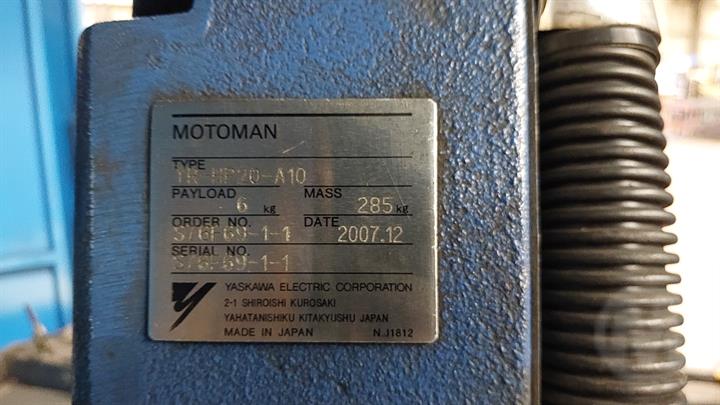 MOTOMAN
TYPE
YR-HP20-A10
PAYLOAD 6 kg MASS 285 kg
ORDER NO. DATE 2007.12
SERIAL NO.
YASKAWA ELECTRIC CORPORATION
2-1 SHIROISHI KUROSAKI
YAHATANISHIKU KITAKYUSHU JAPAN
MADE IN JAPAN NJ1812